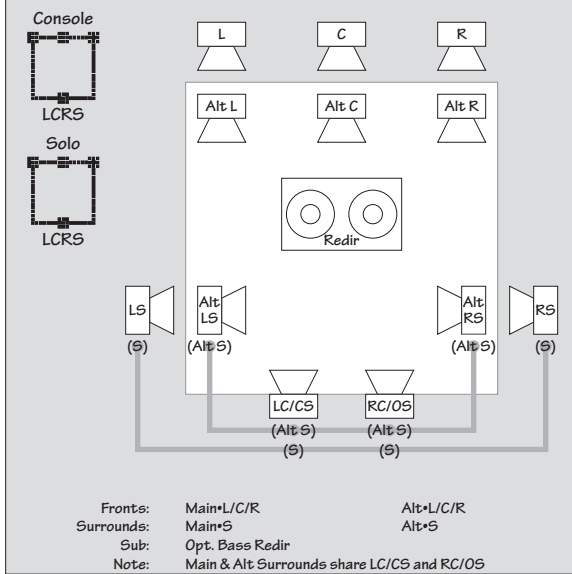 Console
LCRS
Solo
LCRS
L
C
R
Alt L
Alt C
Alt R
Redir
LS
Alt
LS
Alt
RS
RS
(S)
(Alt S)
(Alt S)
(S)
LC/CS
RC/OS
(Alt S)
(Alt S)
(S)
(S)
Fronts: Main•L/C/R Alt•L/C/R
Surrounds: Main•S Alt•S
Sub: Opt. Bass Redir
Note: Main & Alt Surrounds share LC/CS and RC/OS